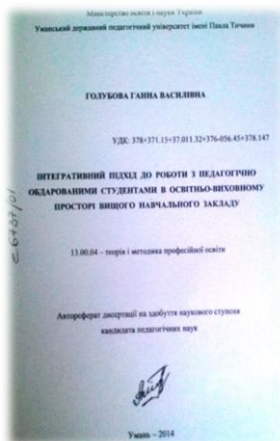 Міністерство освіти і науки України
Уманський державний педагогічний університет імені Павла Тичини
ГОЛУБОВА ГАННА ВАСИЛІВНА
УДК: 378+371.15+37.011.32+376-056.45+378.147
ІНТЕГРАТИВНИЙ ПІДХІД ДО РОБОТИ З ПЕДАГОГІЧНО
ОБДАРОВАНИМИ СТУДЕНТАМИ В ОСВІТНЬО-ВИХОВНОМУ
ПРОСТОРІ ВИЩОГО НАВЧАЛЬНОГО ЗАКЛАДУ
13.00.04 – теорія і методика професійної освіти
Автореферат дисертації на здобуття наукового ступеня
кандидата педагогічних наук
Умань – 2014